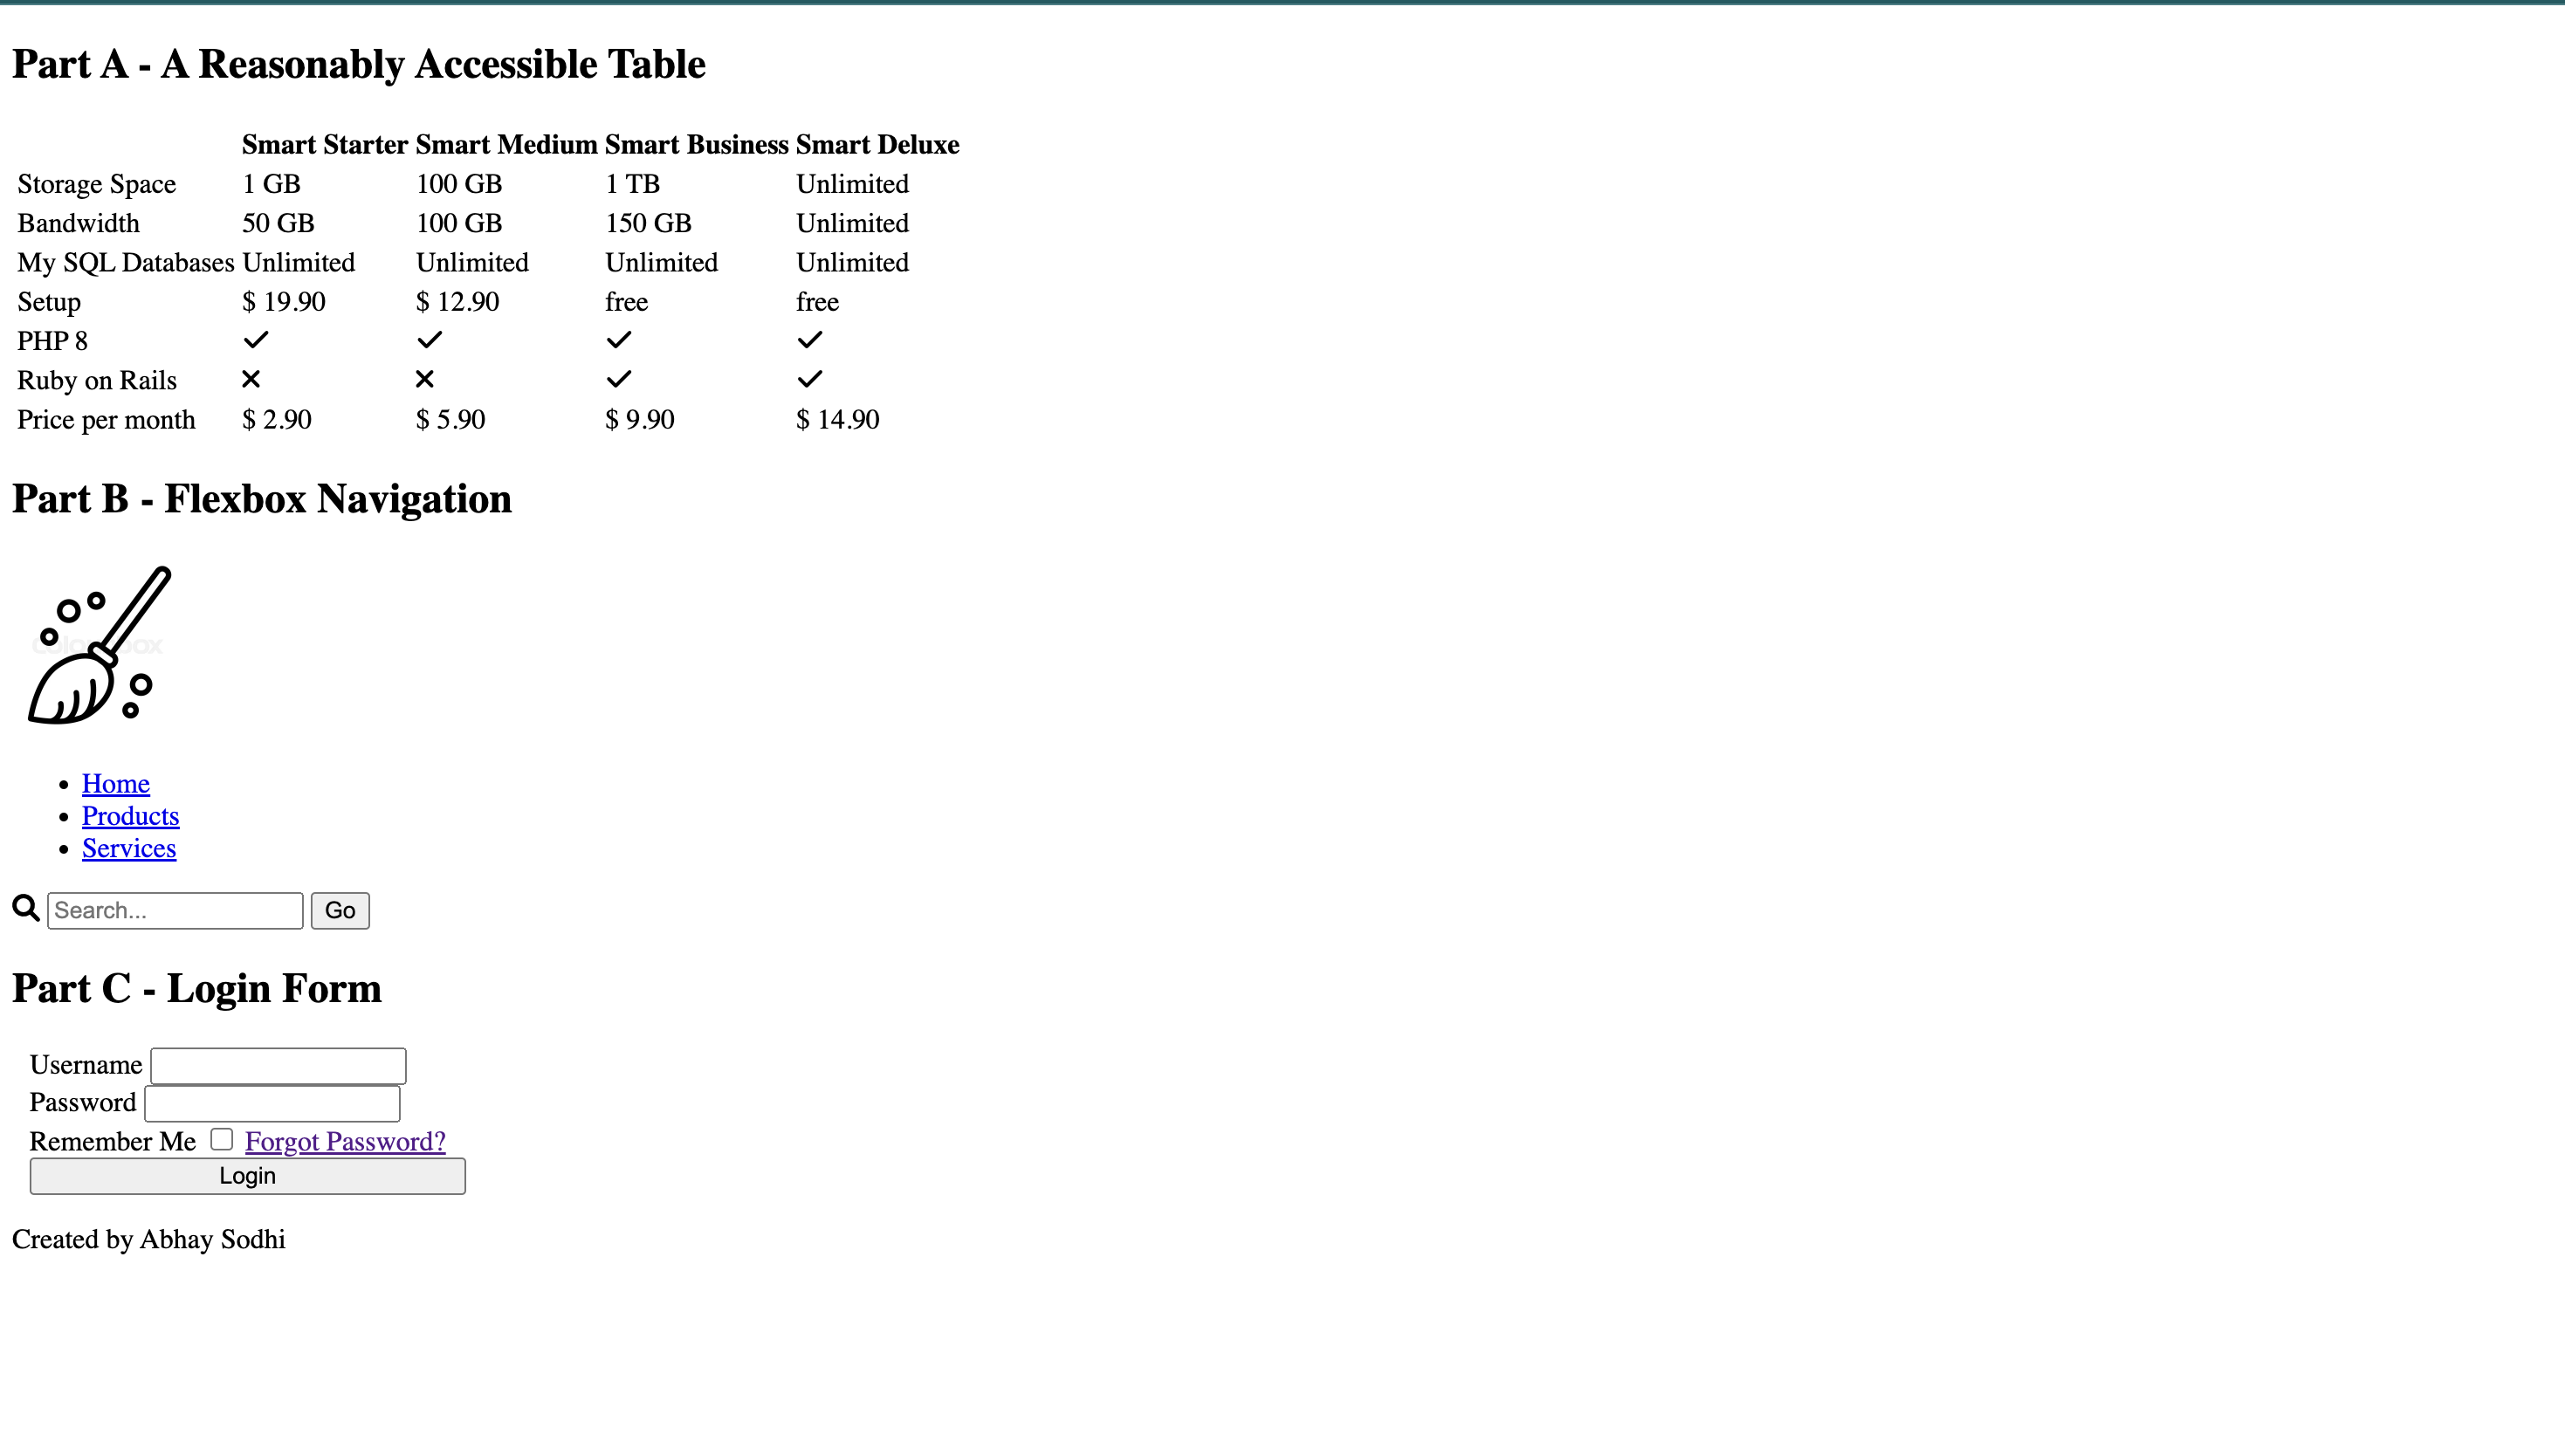 Part A - A Reasonably Accessible Table
Smart Starter Smart Medium Smart Business Smart Deluxe
Storage Space 1 GB 100 GB 1 TB Unlimited
Bandwidth 50 GB 100 GB 150 GB Unlimited
My SQL Databases Unlimited Unlimited Unlimited Unlimited
Setup $ 19.90 $ 12.90 free free
PHP 8
Ruby on Rails
Price per month $ 2.90 $ 5.90 $ 9.90 $ 14.90
Part B - Flexbox Navigation
Home
Products
Services
Search... Go
Part C - Login Form
Username
Password
Remember Me Forgot Password?
Login
Created by Abhay Sodhi